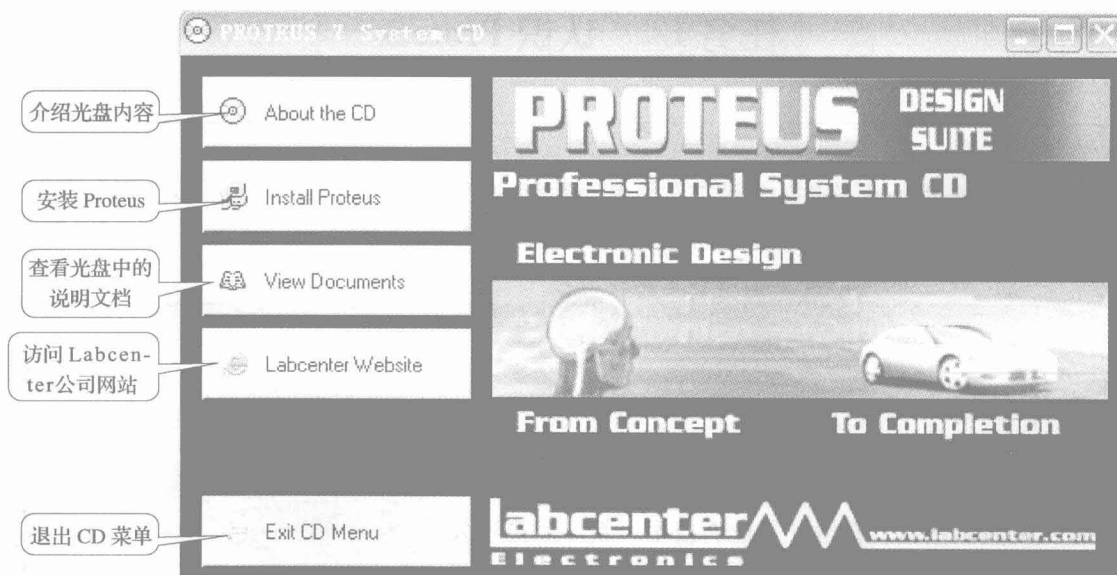 PROTEUS 7 System CD
介绍光盘内容
About the CD
PROTEUS
DESIGN
SUITE
安装 Proteus
Install Proteus
Professional System CD
查看光盘中的
说明文档
View Documents
Electronic Design
访问 Labcen-
ter公司网站
Labcenter Website
From Concept
To Completion
退出 CD 菜单
Exit CD Menu
Labcenter
www.labcenter.com
Electronics